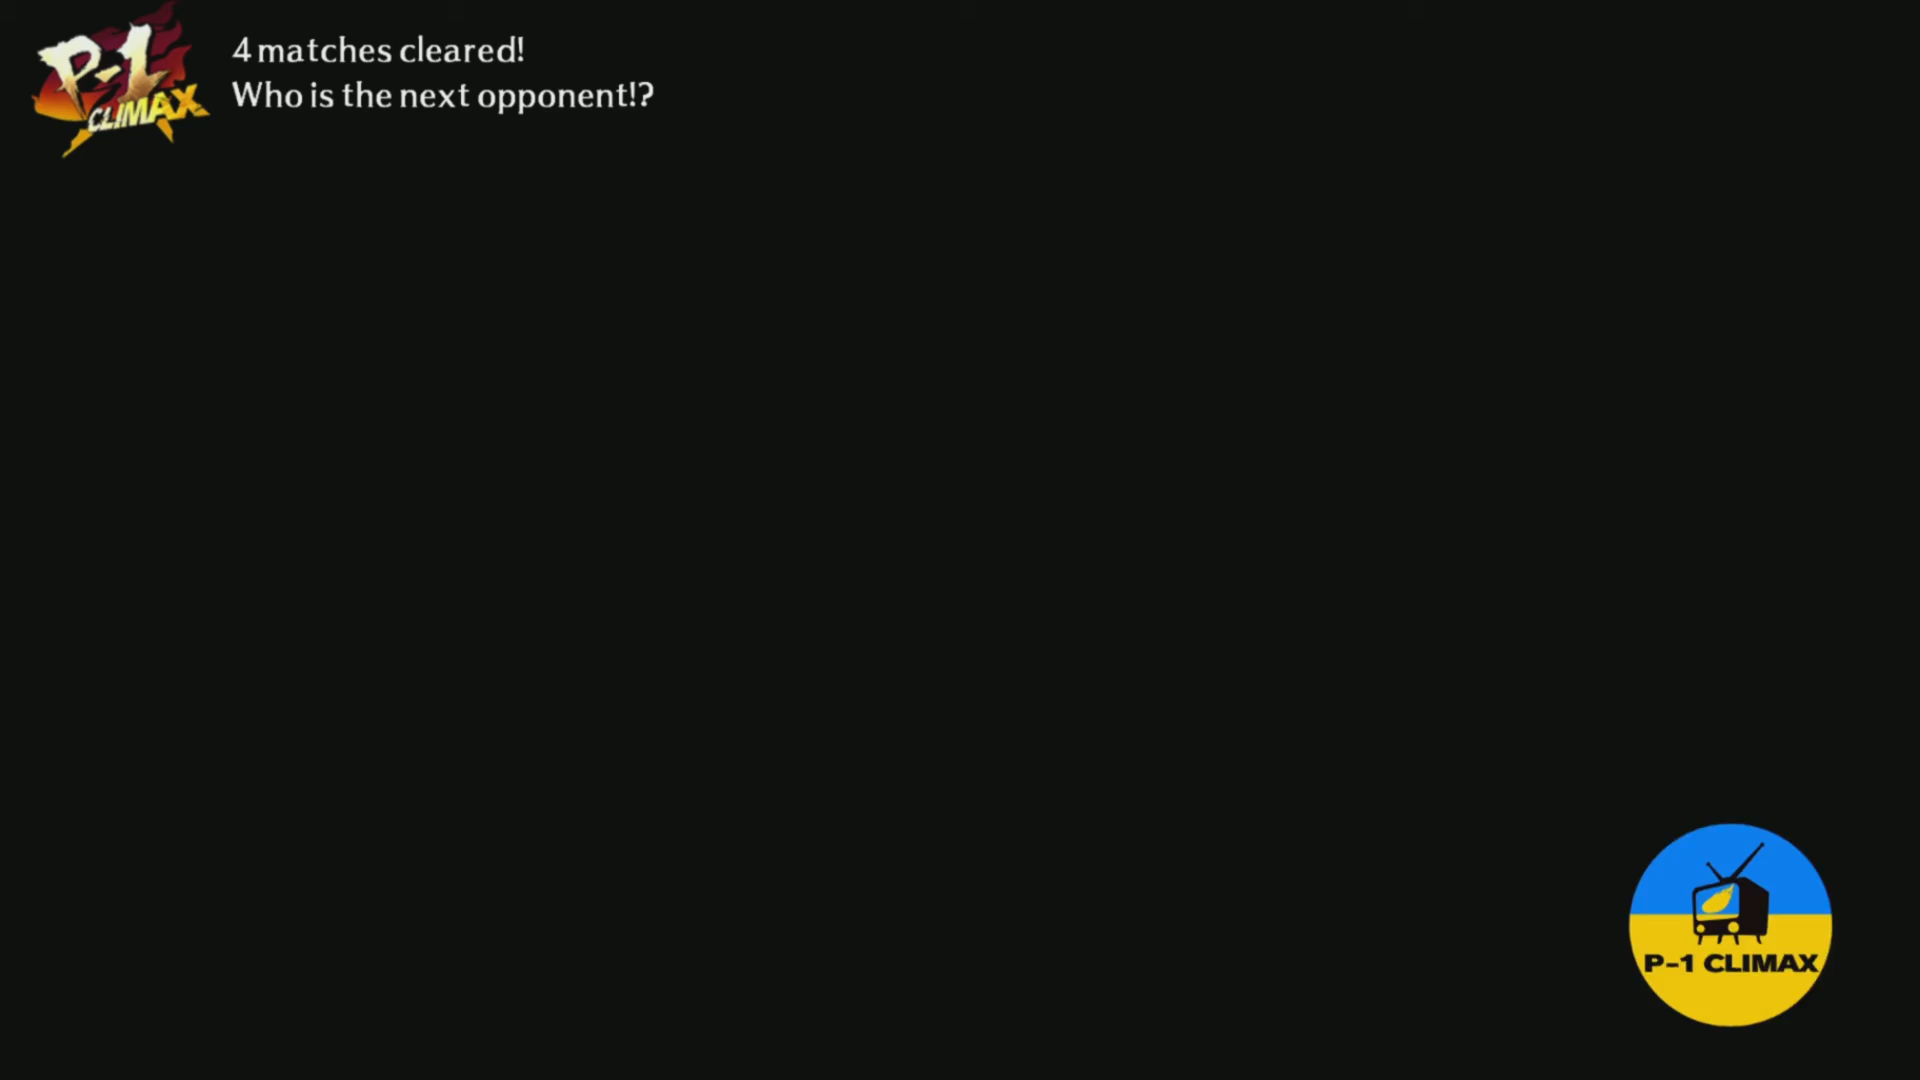 P-1
CLIMAX
4 matches cleared!
Who is the next opponent!?
P-1 CLIMAX